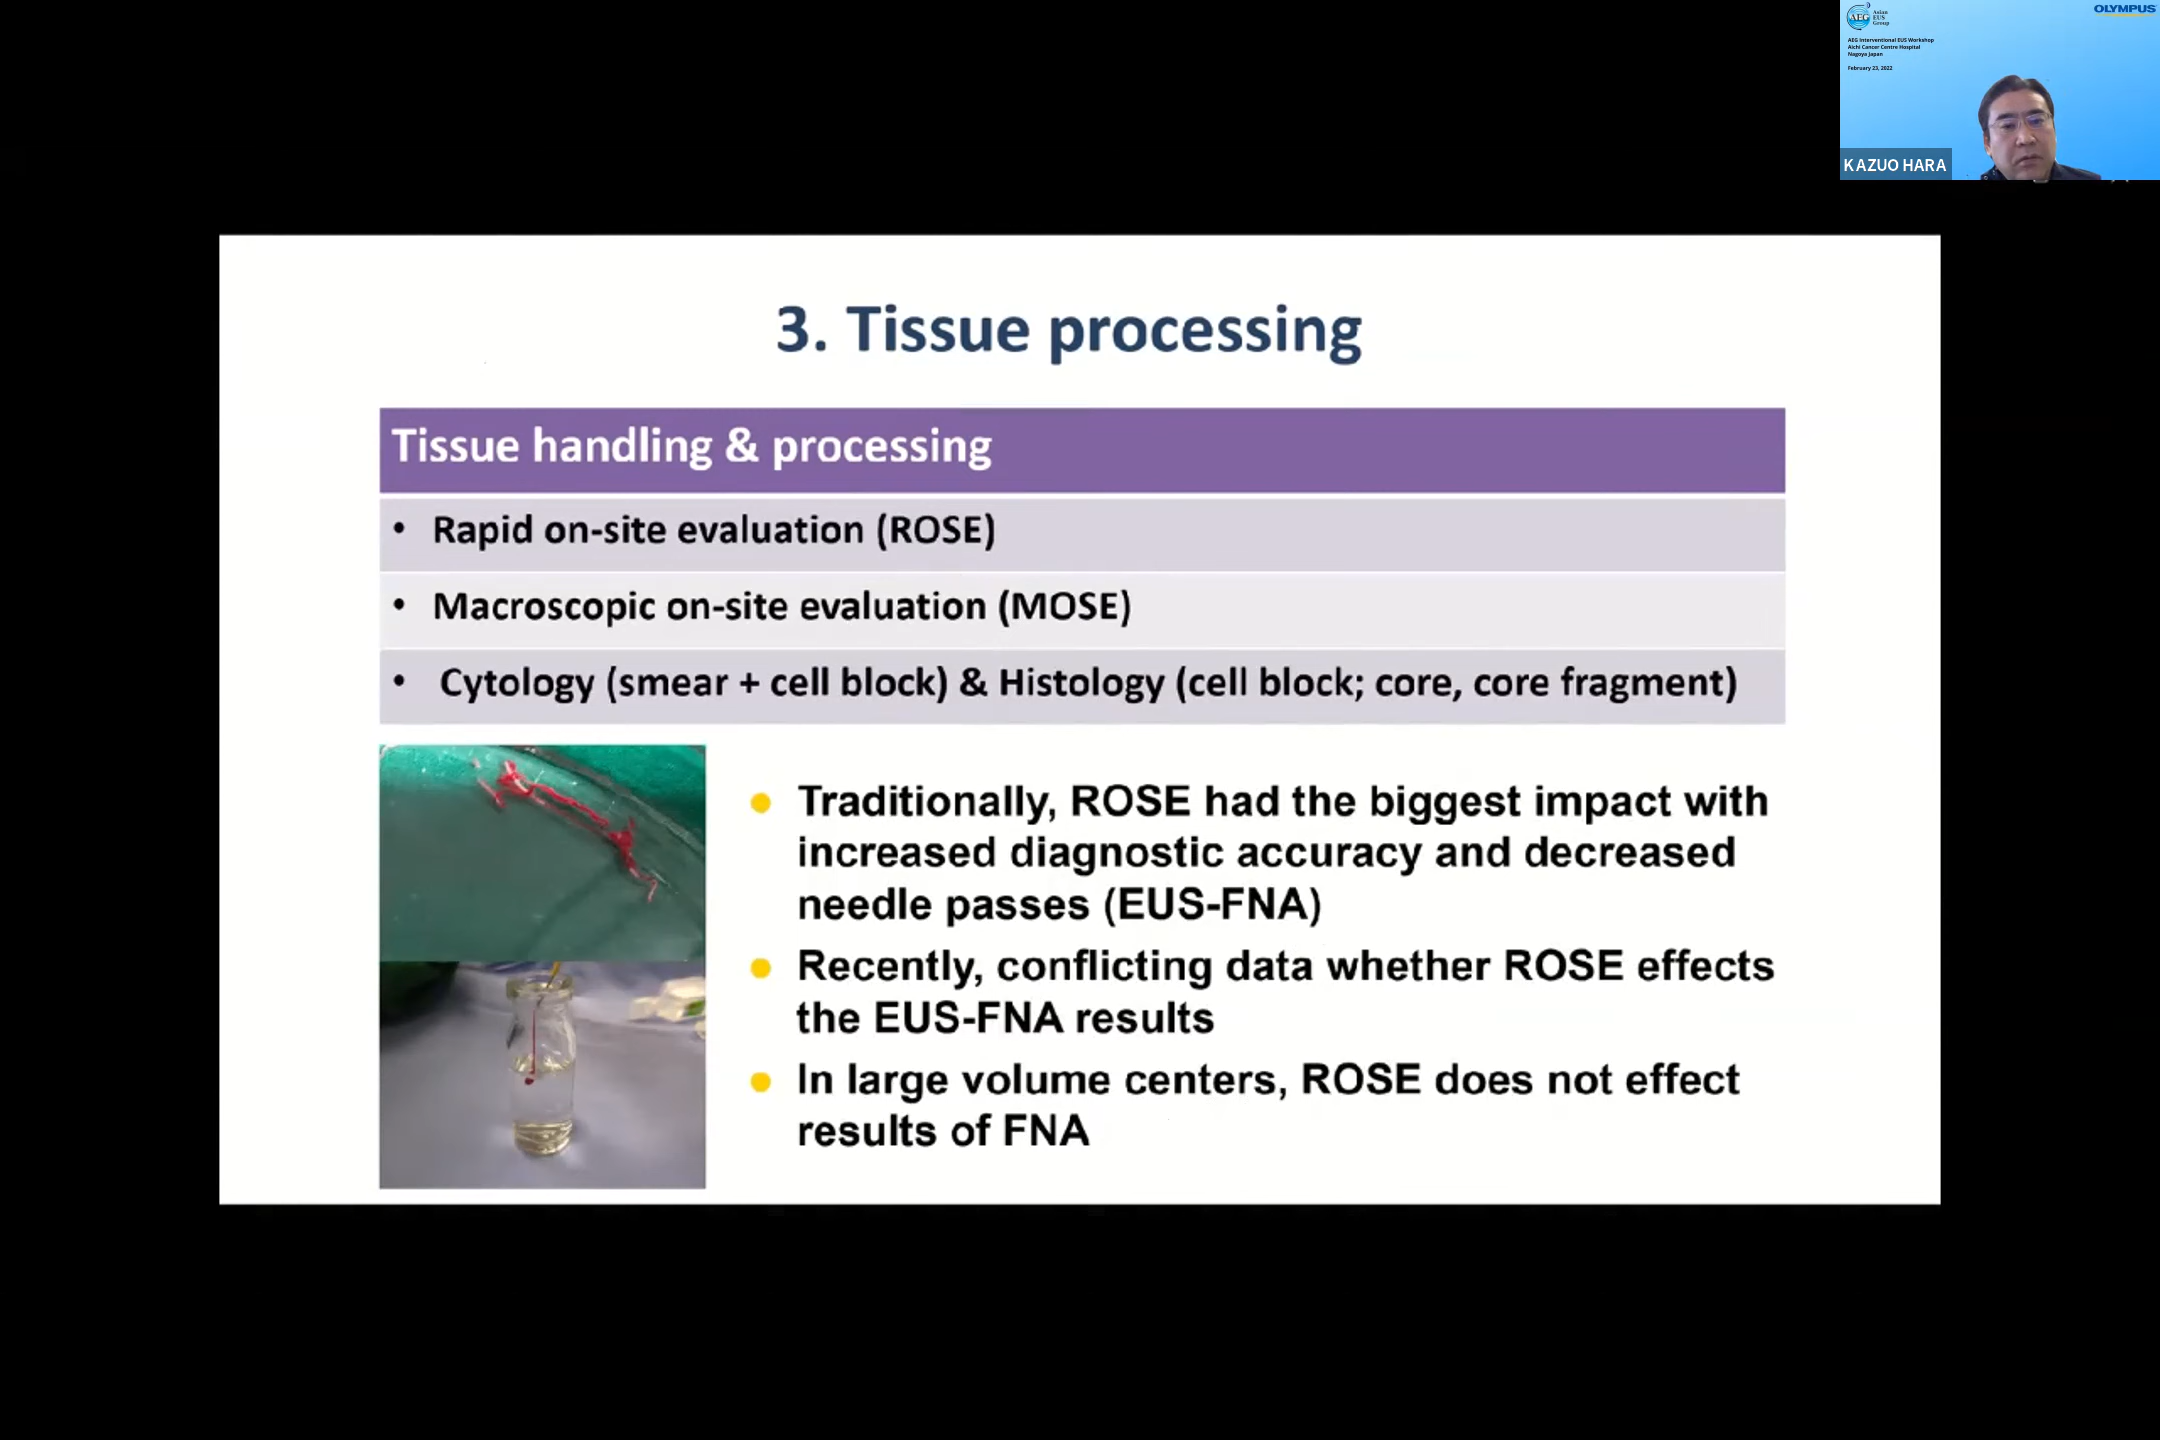 AEG
Asian
EUS
Group
OLYMPUS
AEG Interventional EUS Workshop
Aichi Cancer Centre Hospital
Nagoya Japan
February 23, 2022
KAZUO HARA
3. Tissue processing
Tissue handling & processing
• Rapid on-site evaluation (ROSE)
• Macroscopic on-site evaluation (MOSE)
• Cytology (smear + cell block) & Histology (cell block; core, core fragment)
● Traditionally, ROSE had the biggest impact with
increased diagnostic accuracy and decreased
needle passes (EUS-FNA)
● Recently, conflicting data whether ROSE effects
the EUS-FNA results
● In large volume centers, ROSE does not effect
results of FNA